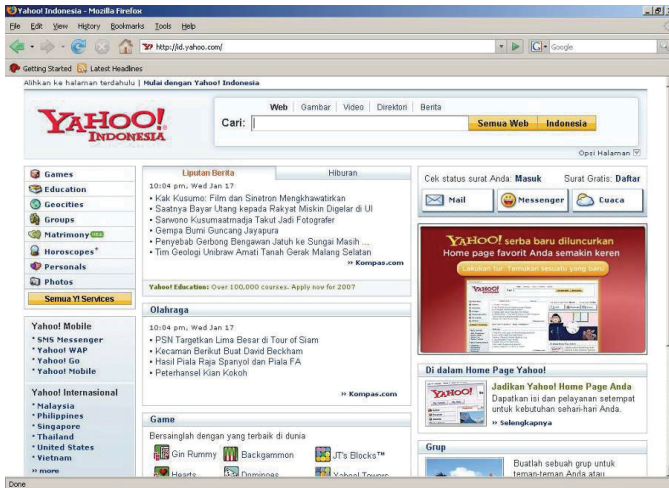 Yahoo! Indonesia - Mozilla Firefox
File Edit View History Bookmarks Tools Help
http://id.yahoo.com/
Google
Getting Started Latest Headlines
Alihkan ke halaman terdahulu | Mulai dengan Yahoo! Indonesia
YAHOO!
INDONESIA
Web Gambar Video Direktori Berita
Cari: Semua Web Indonesia
Opsi Halaman
Games
Education
Geocities
Groups
Matrimony
Horoscopes*
Personals
Photos
Semua Y! Services
Yahoo! Mobile
* SMS Messenger
* Yahoo! WAP
* Yahoo! Go
* Yahoo! Mobile
Yahoo! Internasional
* Malaysia
* Philippines
* Singapore
* Thailand
* United States
* Vietnam
» more
Liputan Berita Hiburan
10:04 pm, Wed Jan 17
• Kak Kusumo: Film dan Sinetron Mengkhawatirkan
• Saatnya Bayar Utang kepada Rakyat Miskin Digelar di UI
• Sarwono Kusumaatmadja Takut Jadi Fotografer
• Gempa Bumi Guncang Jayapura
• Penyebab Gerbong Bengawan Jatuh ke Sungai Masih ...
• Tim Geologi Unibraw Amati Tanah Gerak Malang Selatan
» Kompas.com
Yahoo! Education: Over 100,000 courses. Apply now for 2007
Olahraga
10:04 pm, Wed Jan 17
• PSN Targetkan Lima Besar di Tour of Siam
• Kecaman Berikut Buat David Beckham
• Hasil Piala Raja Spanyol dan Piala FA
• Peterhansel Kian Kokoh
» Kompas.com
Game
Bersainglah dengan yang terbaik di dunia
Gin Rummy Backgammon JT's Blocks™
Hearts Dominoes Yahoo! Towers
Cek status surat Anda: Masuk Surat Gratis: Daftar
Mail Messenger Cuaca
YAHOO! serba baru diluncurkan
Home page favorit Anda semakin keren
Lakukan tur: Temukan sesuatu yang baru
Di dalam Home Page Yahoo!
YAHOO!
Jadikan Yahoo! Home Page Anda
Dapatkan isi dan pelayanan setempat
untuk kebutuhan sehari-hari Anda.
» Selengkapnya
Grup
Buatlah sebuah grup untuk
teman-teman Anda atau
Done